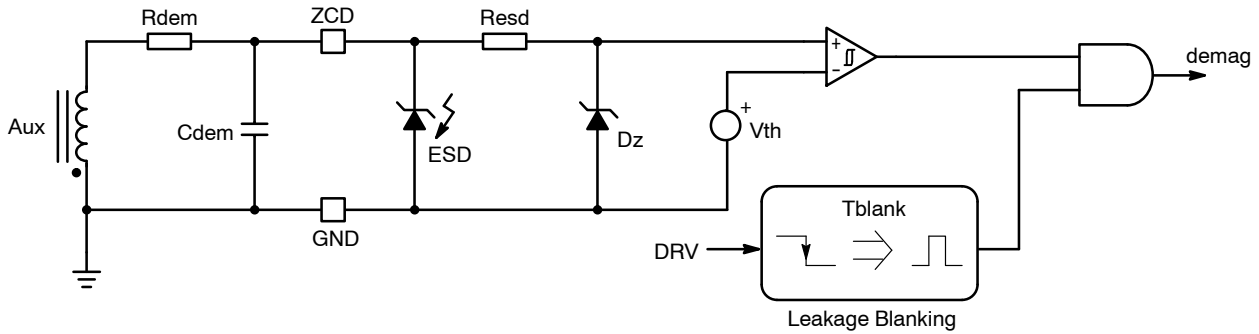 Rdem
ZCD
Resd
demag
Aux
Cdem
ESD
Dz
+
−
+
Vth
GND
DRV
Tblank
Leakage Blanking